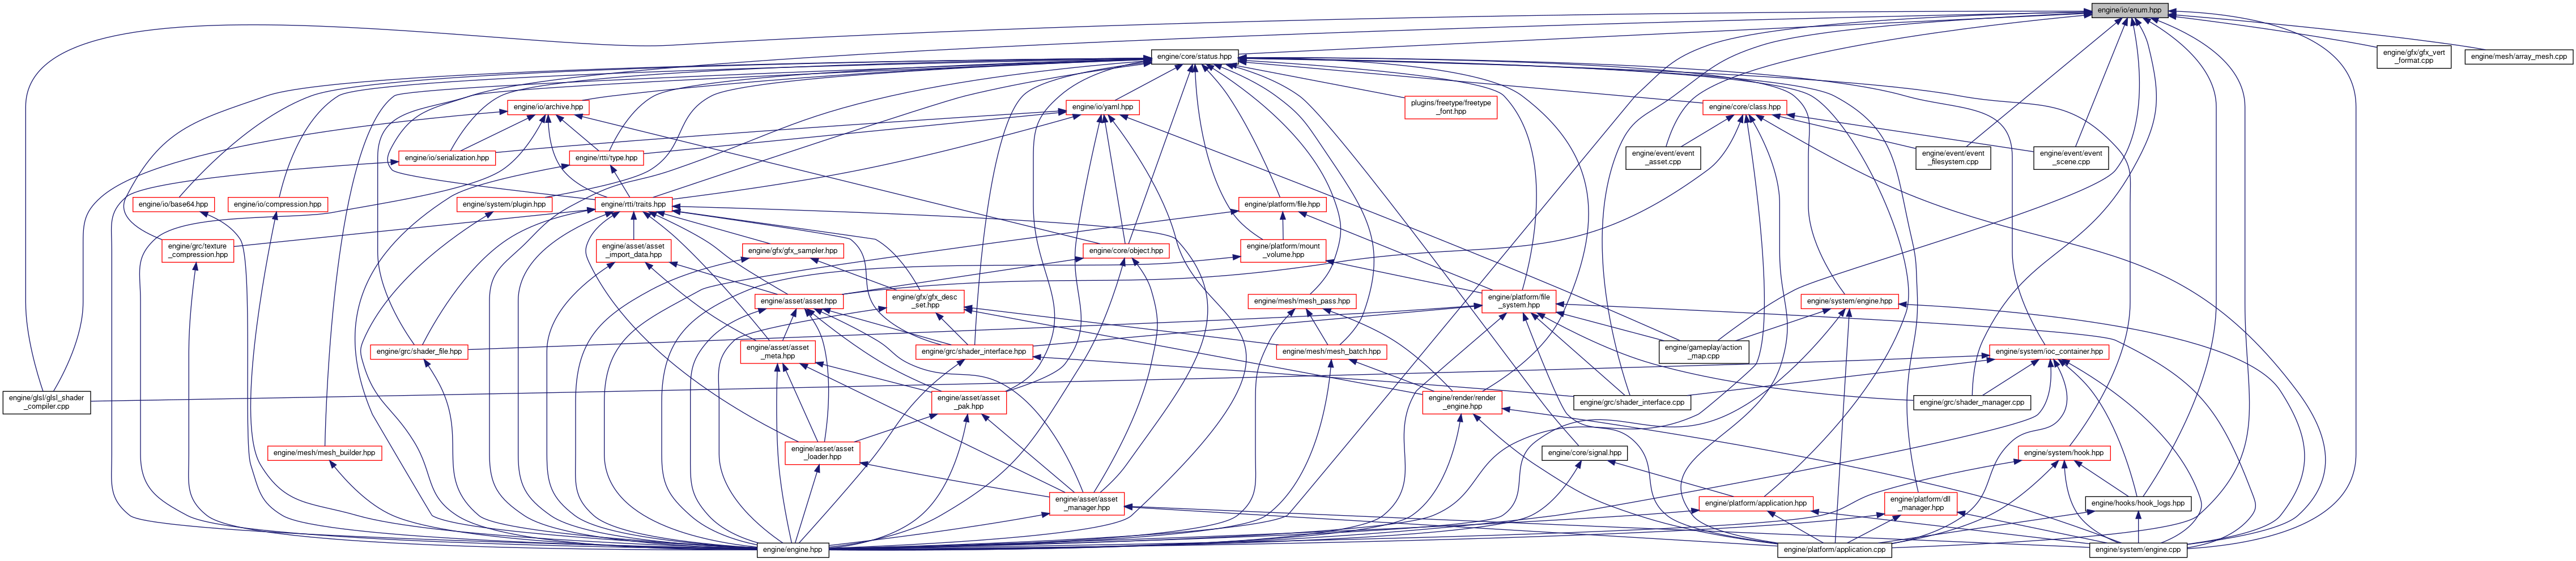 engine/io/enum.hpp
engine/core/status.hpp
engine/gfx/gfx_vert
_format.cpp
engine/mesh/array_mesh.cpp
engine/io/archive.hpp
engine/io/yaml.hpp
plugins/freetype/freetype
_font.hpp
engine/core/class.hpp
engine/io/serialization.hpp
engine/rtti/type.hpp
engine/event/event
_asset.cpp
engine/event/event
_filesystem.cpp
engine/event/event
_scene.cpp
engine/io/base64.hpp
engine/io/compression.hpp
engine/system/plugin.hpp
engine/rtti/traits.hpp
engine/platform/file.hpp
engine/grc/texture
_compression.hpp
engine/asset/asset
_import_data.hpp
engine/gfx/gfx_sampler.hpp
engine/core/object.hpp
engine/platform/mount
_volume.hpp
engine/asset/asset.hpp
engine/gfx/gfx_desc
_set.hpp
engine/mesh/mesh_pass.hpp
engine/platform/file
_system.hpp
engine/system/engine.hpp
engine/grc/shader_file.hpp
engine/asset/asset
_meta.hpp
engine/grc/shader_interface.hpp
engine/mesh/mesh_batch.hpp
engine/gameplay/action
_map.cpp
engine/system/ioc_container.hpp
engine/glsl/glsl_shader
_compiler.cpp
engine/asset/asset
_pak.hpp
engine/render/render
_engine.hpp
engine/grc/shader_interface.cpp
engine/grc/shader_manager.cpp
engine/mesh/mesh_builder.hpp
engine/asset/asset
_loader.hpp
engine/core/signal.hpp
engine/system/hook.hpp
engine/asset/asset
_manager.hpp
engine/platform/application.hpp
engine/platform/dll
_manager.hpp
engine/hooks/hook_logs.hpp
engine/engine.hpp
engine/platform/application.cpp
engine/system/engine.cpp